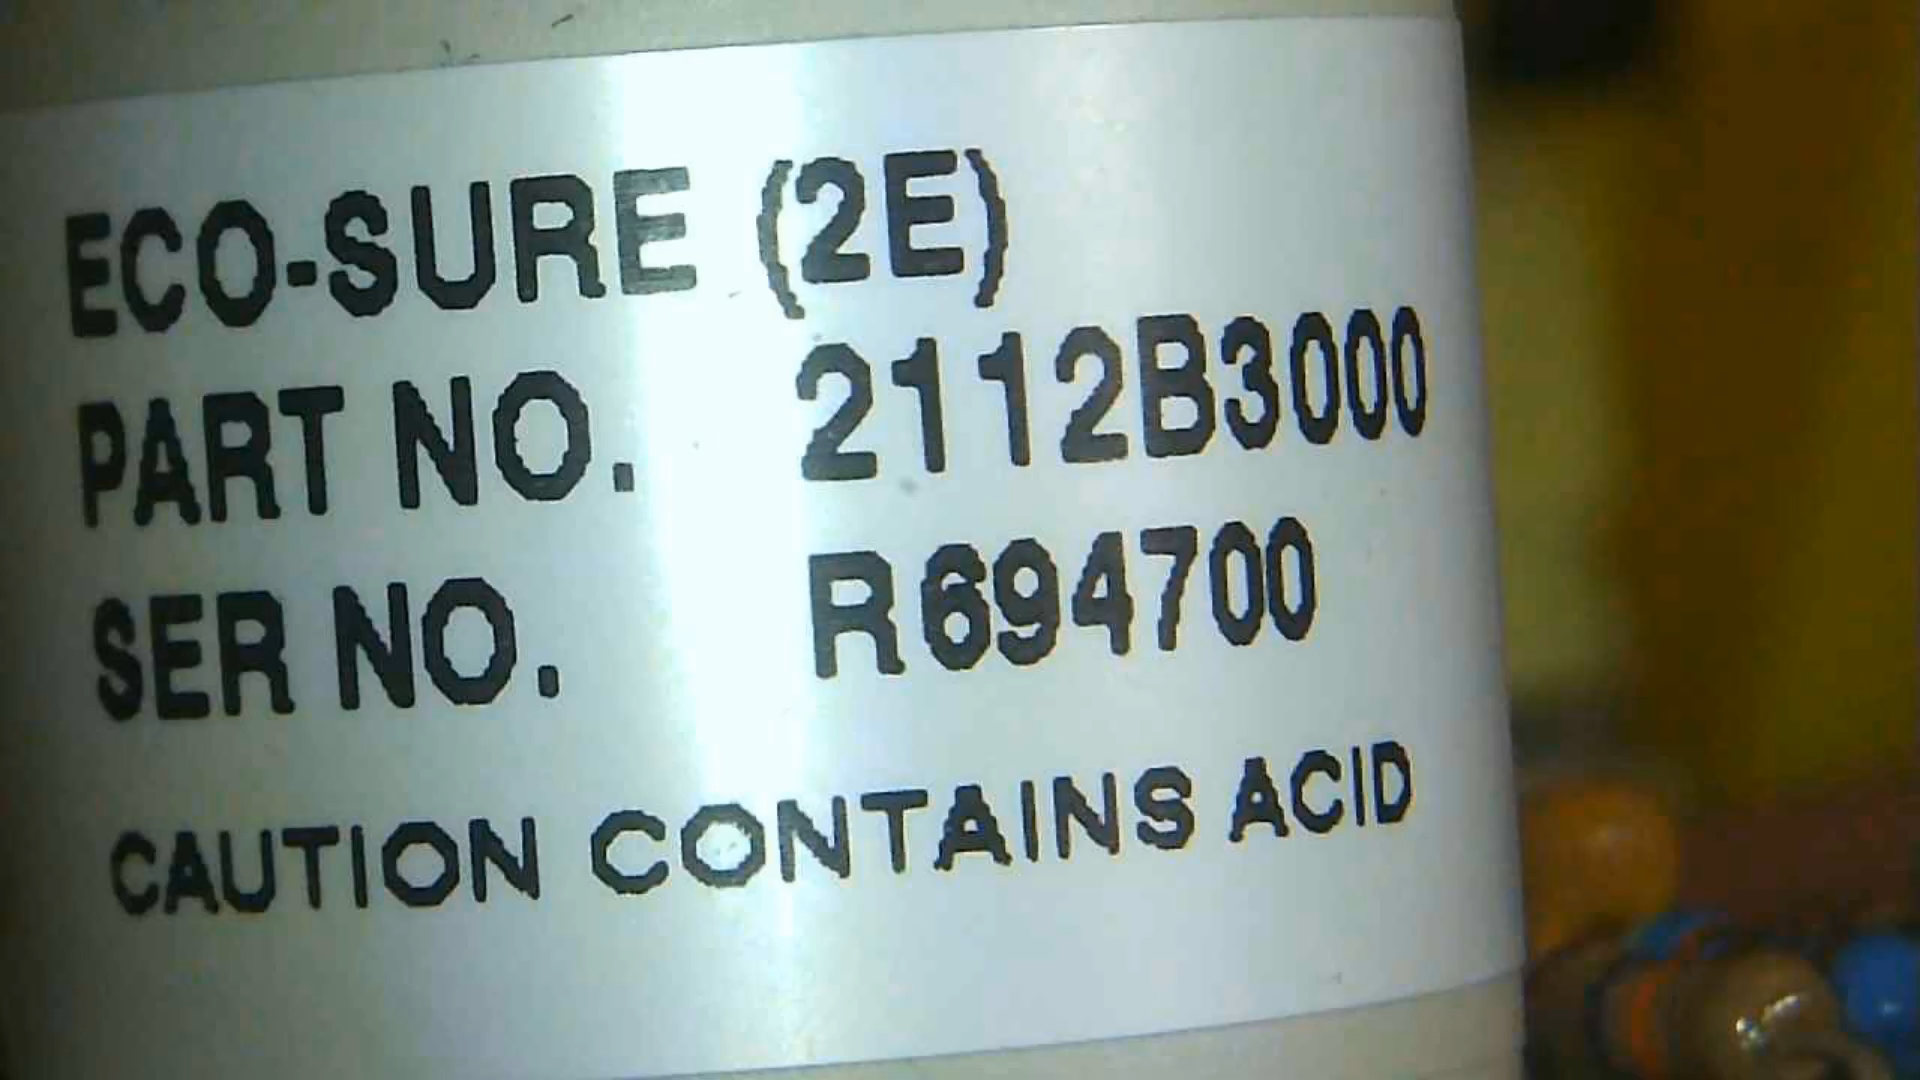 ECO-SURE (2E)
PART NO. 2112B3000
SER NO. R694700
CAUTION CONTAINS ACID